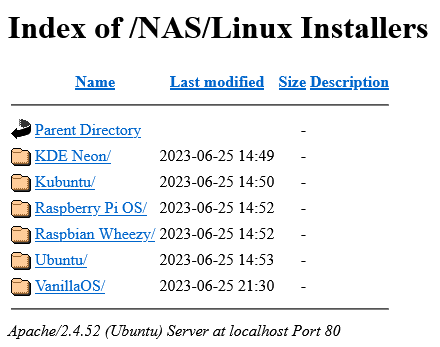 Index of /NAS/Linux Installers
Name Last modified Size Description
Parent Directory -
KDE Neon/ 2023-06-25 14:49 -
Kubuntu/ 2023-06-25 14:50 -
Raspberry Pi OS/ 2023-06-25 14:52 -
Raspbian Wheezy/ 2023-06-25 14:52 -
Ubuntu/ 2023-06-25 14:53 -
VanillaOS/ 2023-06-25 21:30 -
Apache/2.4.52 (Ubuntu) Server at localhost Port 80